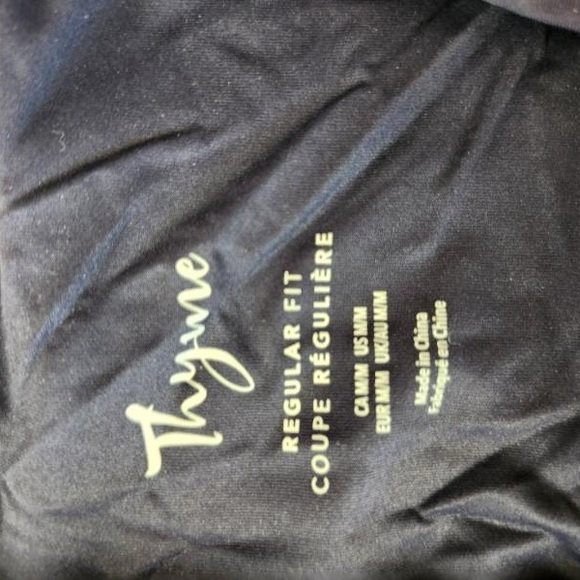 Thyme
REGULAR FIT
COUPE RÉGULIÈRE
CA M/M US M/M
EUR M/M UK/AU M/M
Made in China
Fabriqué en Chine